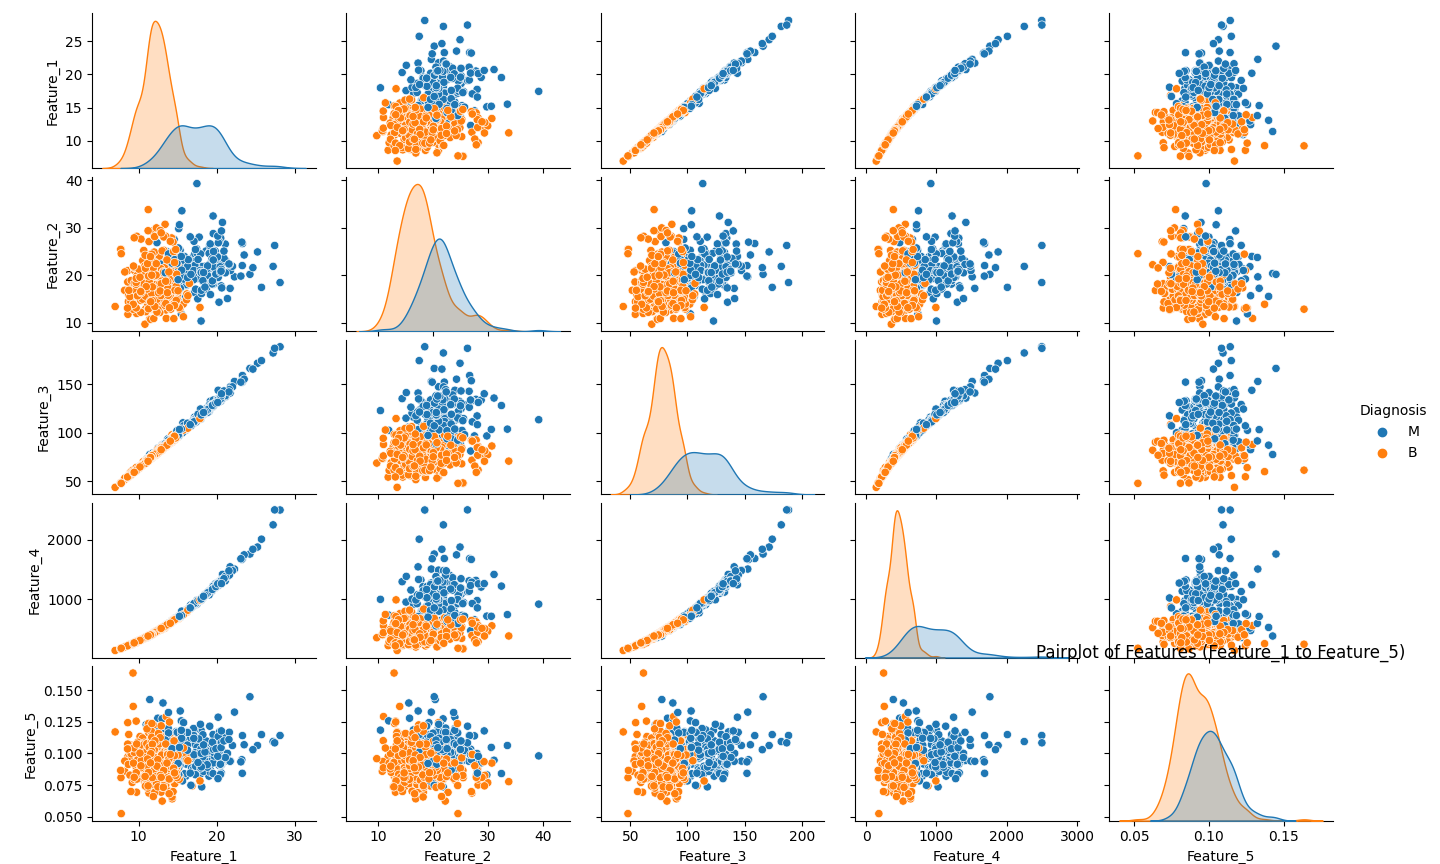 25
20
15
10
Feature_1
40
30
20
10
Feature_2
150
100
50
Feature_3
Diagnosis
M
B
2000
1000
Feature_4
Pairplot of Features (Feature_1 to Feature_5)
0.150
0.125
0.100
0.075
0.050
Feature_5
10 20 30
10 20 30 40
50 100 150 200
0 1000 2000 3000
0.05 0.10 0.15
Feature_1 Feature_2 Feature_3 Feature_4 Feature_5